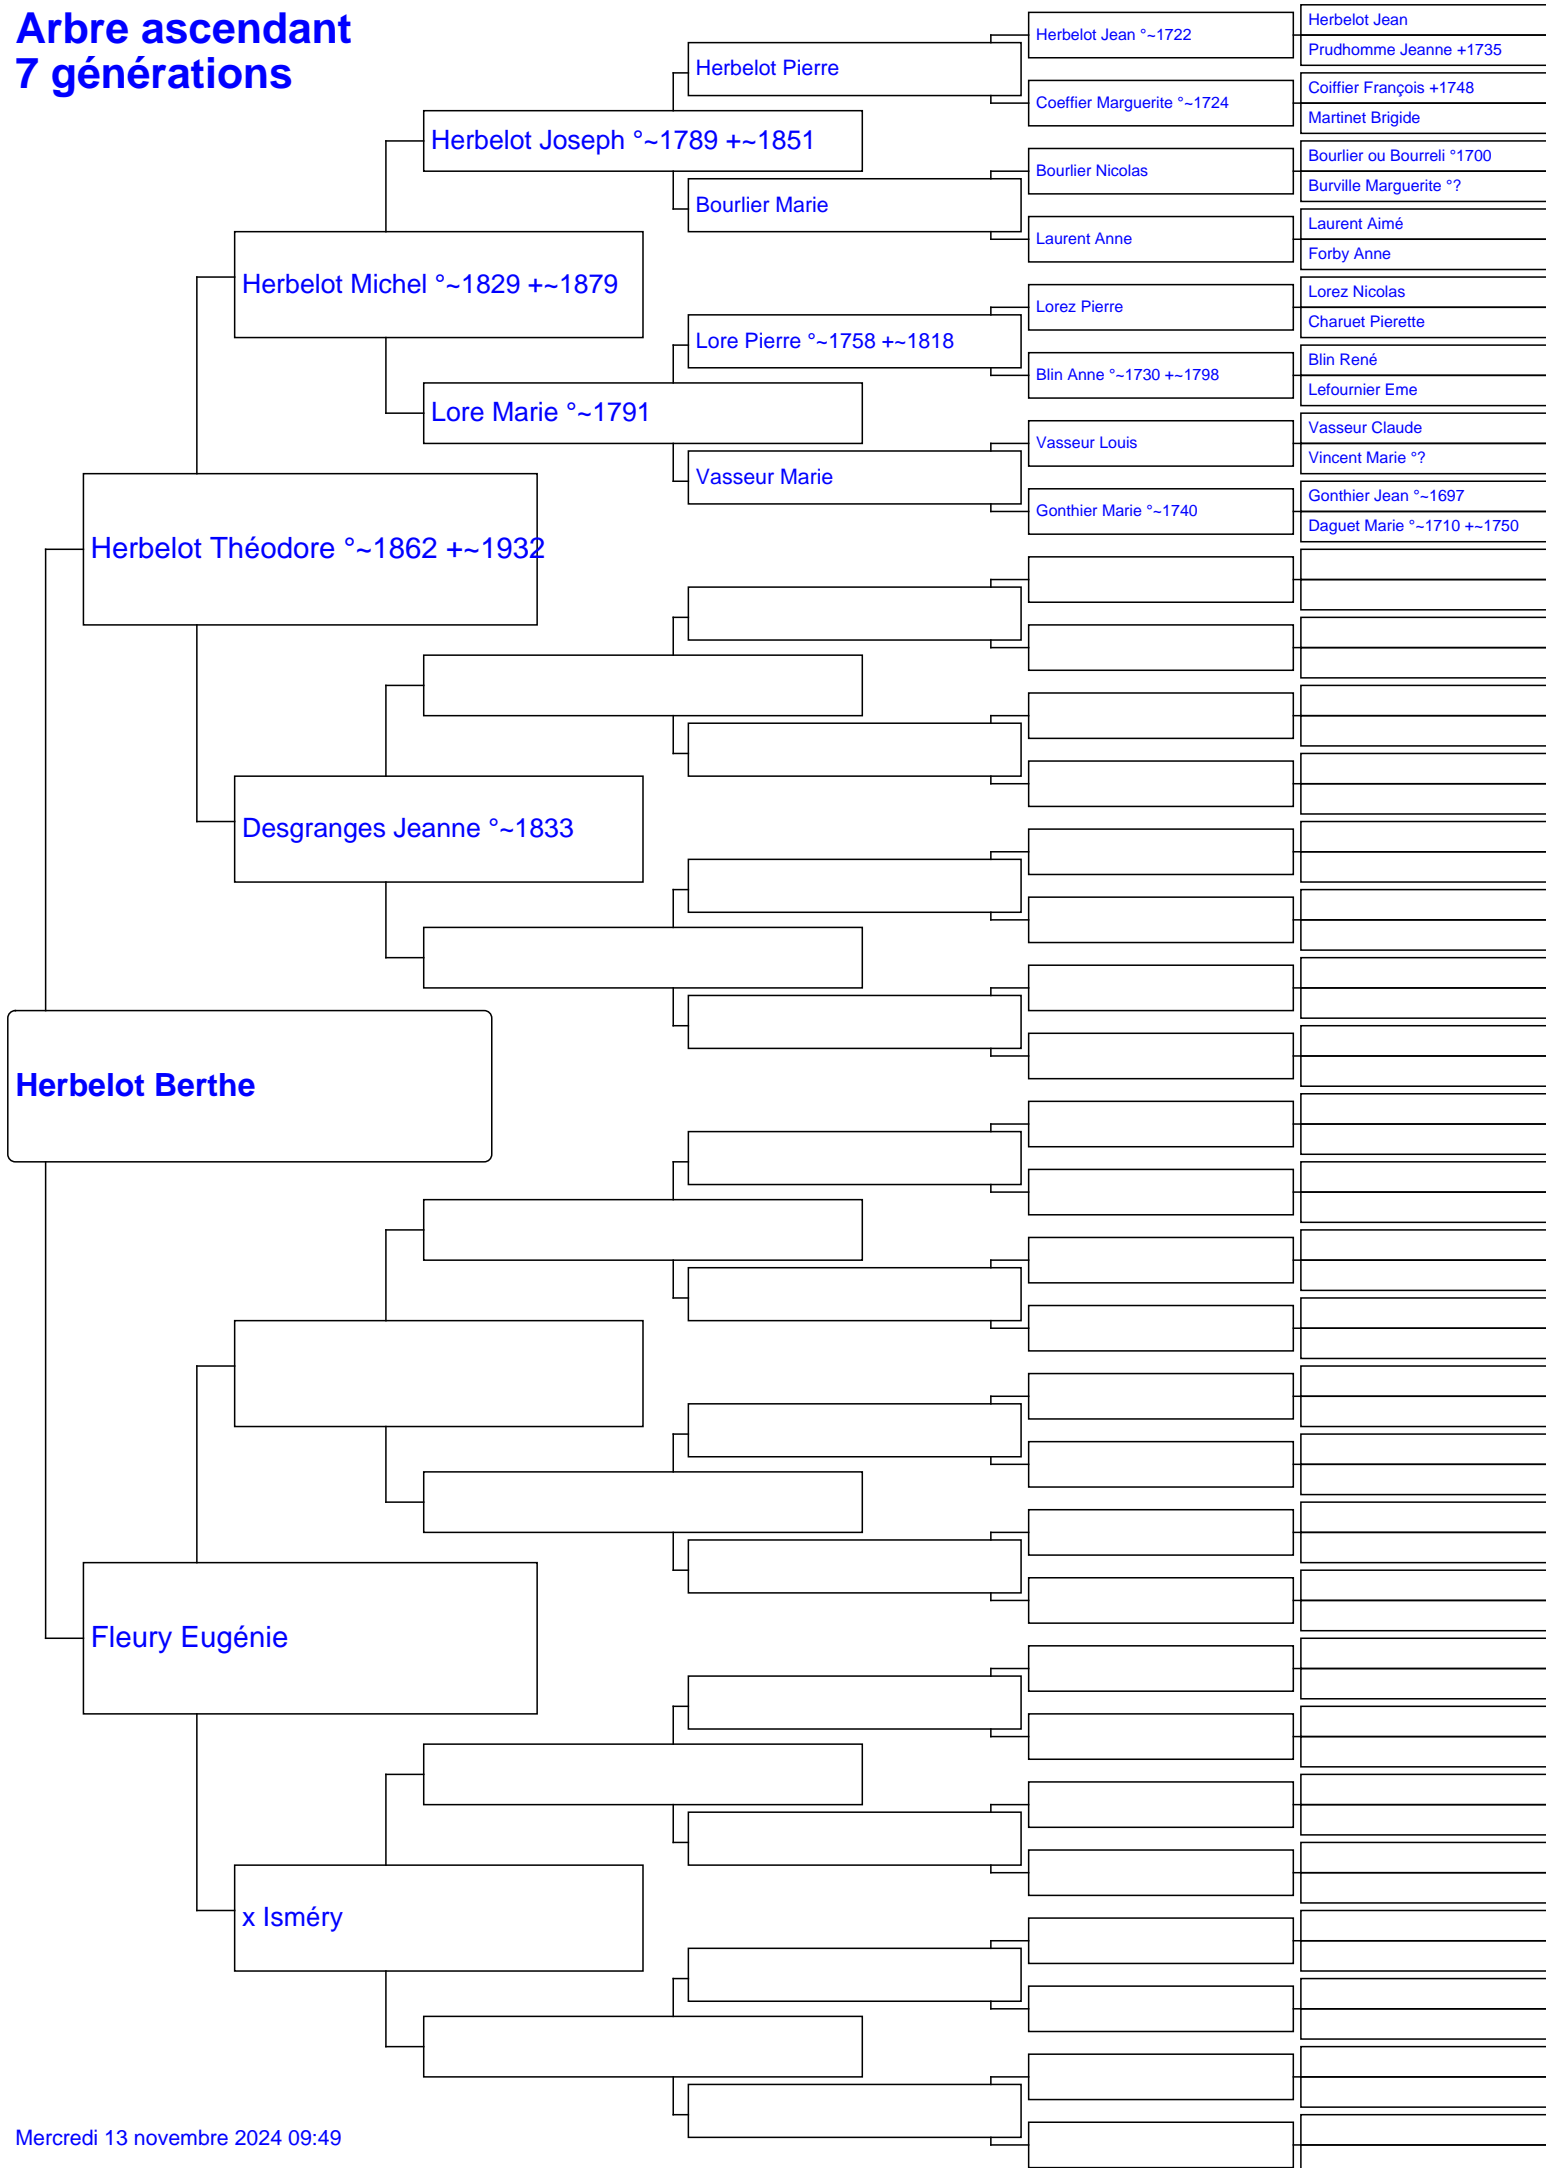 Arbre ascendant
7 générations
Herbelot Jean
Herbelot Jean °~1722
Prudhomme Jeanne +1735
Herbelot Pierre
Coiffier François +1748
Coeffier Marguerite °~1724
Martinet Brigide
Herbelot Joseph °~1789 +~1851
Bourlier ou Bourreli °1700
Bourlier Nicolas
Burville Marguerite °?
Bourlier Marie
Laurent Aimé
Laurent Anne
Forby Anne
Herbelot Michel °~1829 +~1879
Lorez Nicolas
Lorez Pierre
Charuet Pierette
Lore Pierre °~1758 +~1818
Blin René
Blin Anne °~1730 +~1798
Lefournier Eme
Lore Marie °~1791
Vasseur Claude
Vasseur Louis
Vincent Marie °?
Vasseur Marie
Gonthier Jean °~1697
Gonthier Marie °~1740
Daguet Marie °~1710 +~1750
Herbelot Théodore °~1862 +~1932
Desgranges Jeanne °~1833
Herbelot Berthe
Fleury Eugénie
x Isméry
Mercredi 13 novembre 2024 09:49